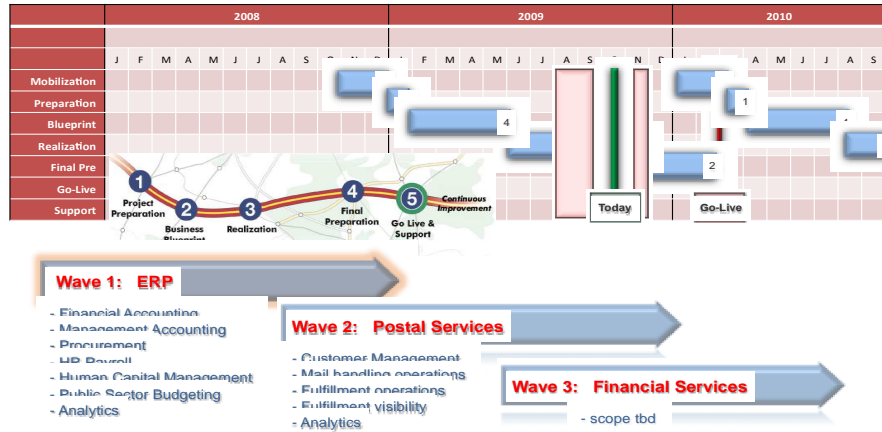 2008 2009 2010
J F M A M J J A S O N D J F M A M J J A S N D A M J J A S
Mobilization
Preparation
1
Blueprint
4
4
Realization
Final Pre
2
Go-Live
Support
1
Project
Preparation
2
Business
Blueprint
3
Realization
4
Final
Preparation
5
Go Live &
Support
Continuous
Improvement
Today
Go-Live
Wave 1: ERP
- Financial Accounting
- Management Accounting
- Procurement
- HR Payroll
- Human Capital Management
- Public Sector Budgeting
- Analytics
Wave 2: Postal Services
- Customer Management
- Mail handling operations
- Fulfillment operations
- Fulfillment visibility
- Analytics
Wave 3: Financial Services
- scope tbd